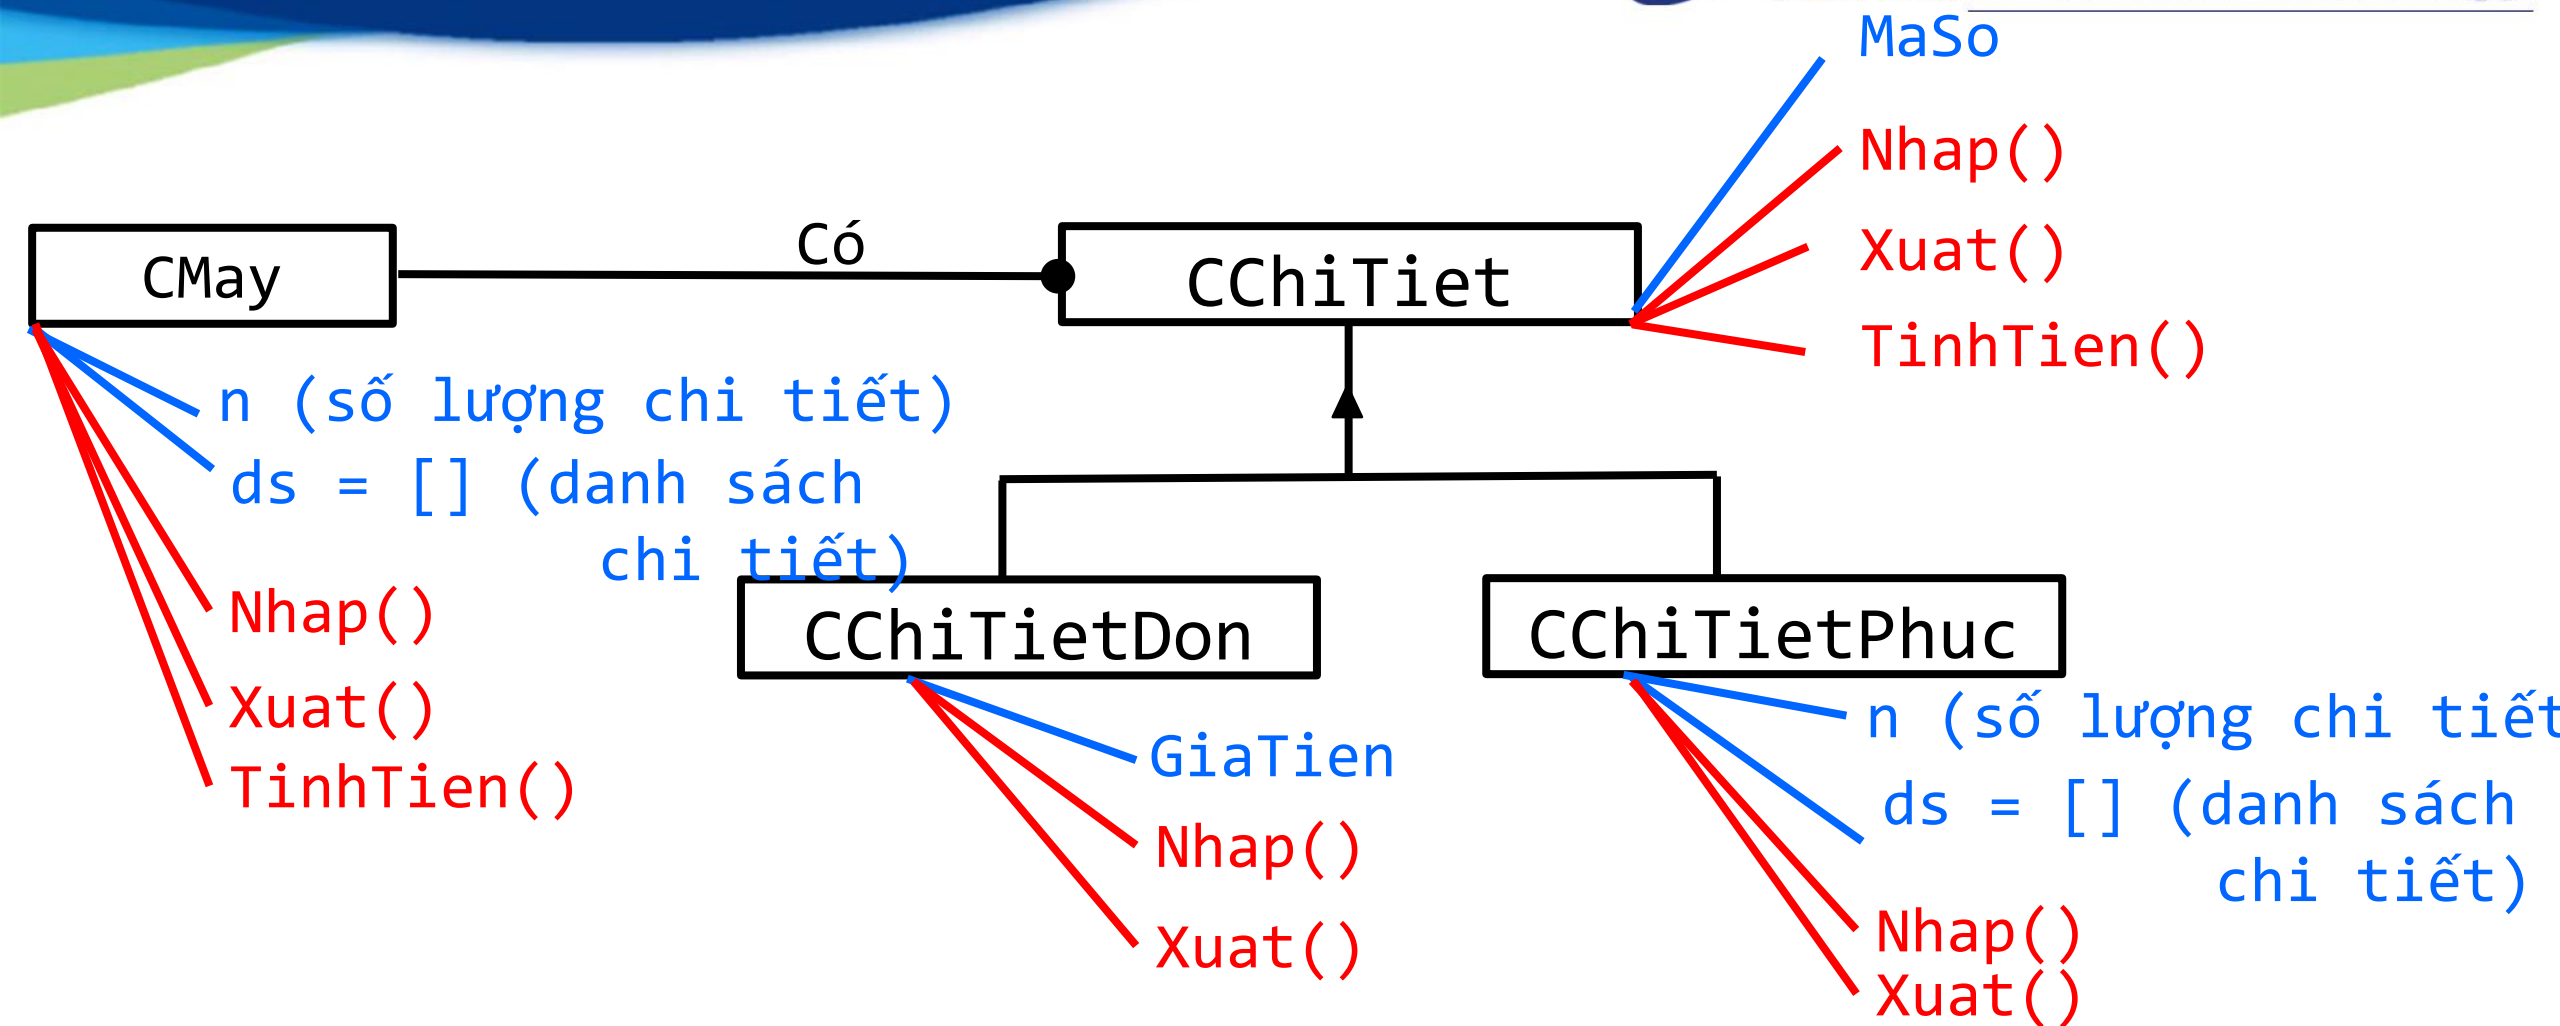 MaSo
Nhap()
Xuat()
TinhTien()
CMay
Có
CChiTiet
n (số lượng chi tiết)
ds = [] (danh sách
chi tiết)
Nhap()
Xuat()
TinhTien()
CChiTietDon
GiaTien
Nhap()
Xuat()
CChiTietPhuc
n (số lượng chi tiết
ds = [] (danh sách
chi tiết)
Nhap()
Xuat()